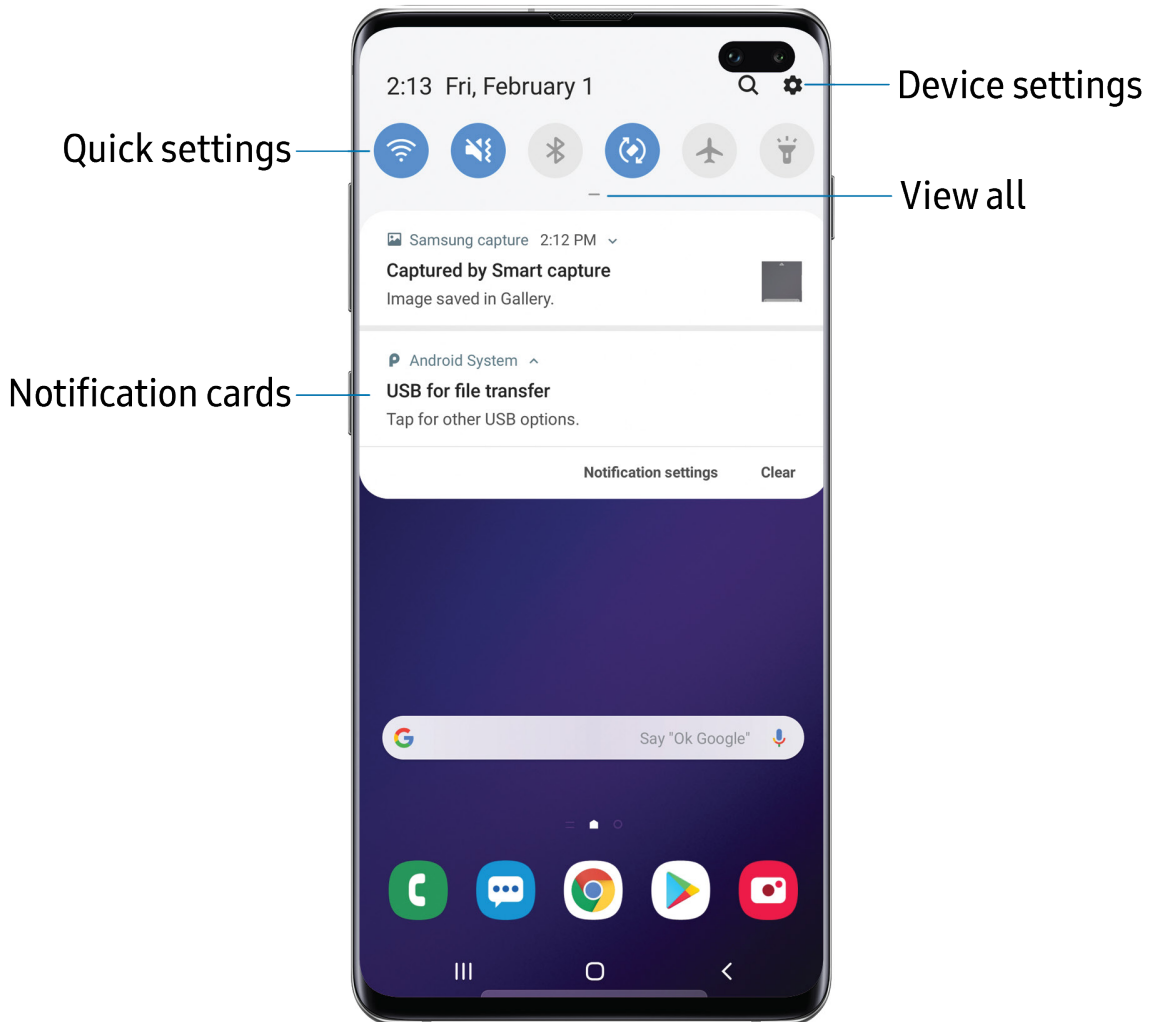 2:13 Fri, February 1
Device settings
Quick settings
View all
Samsung capture 2:12 PM
Captured by Smart capture
Image saved in Gallery.
Android System
USB for file transfer
Notification cards
Tap for other USB options.
Notification settings Clear
G Say "Ok Google"